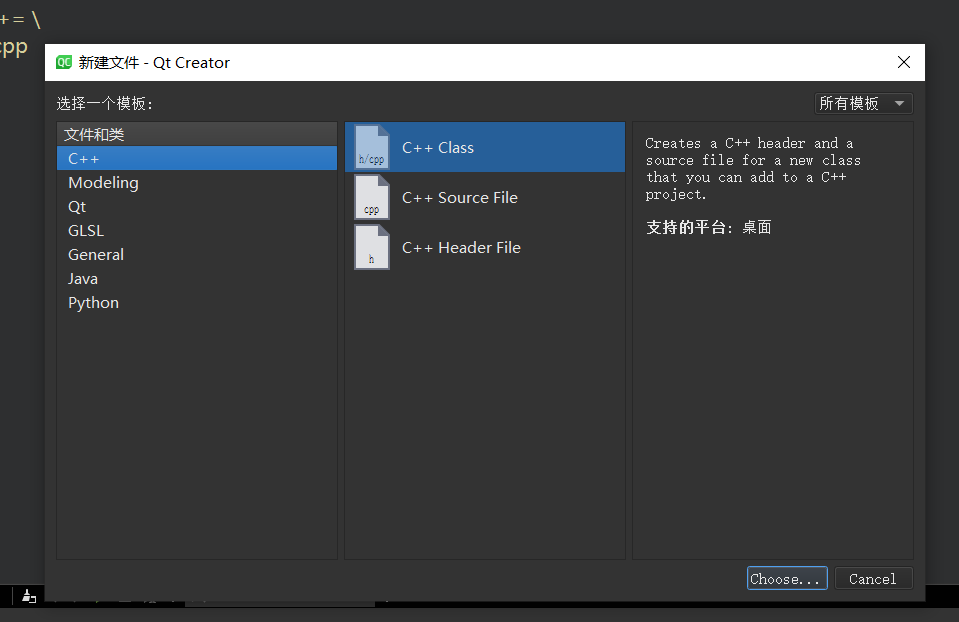 += \
cpp
QC 新建文件 - Qt Creator
选择一个模板:
所有模板
文件和类
C++
Modeling
Qt
GLSL
General
Java
Python
h/cpp C++ Class
cpp C++ Source File
h C++ Header File
Creates a C++ header and a
source file for a new class
that you can add to a C++
project.
支持的平台: 桌面
Choose...
Cancel